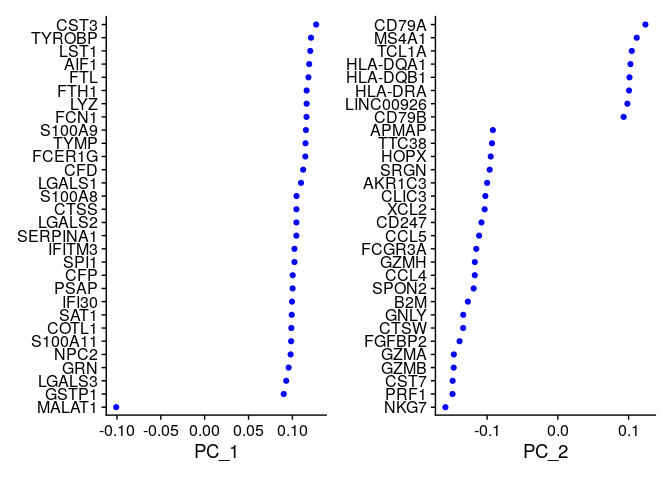 CST3
TYROBP
LST1
AIF1
FTL
FTH1
LYZ
FCN1
S100A9
TYMP
FCER1G
CFD
LGALS1
S100A8
CTSS
LGALS2
SERPINA1
IFITM3
SPI1
CFP
PSAP
IFI30
SAT1
COTL1
S100A11
NPC2
GRN
LGALS3
GSTP1
MALAT1
-0.10 -0.05 0.00 0.05 0.10
PC_1
CD79A
MS4A1
TCL1A
HLA-DQA1
HLA-DQB1
HLA-DRA
LINC00926
CD79B
APMAP
TTC38
HOPX
SRGN
AKR1C3
CLIC3
XCL2
CD247
CCL5
FCGR3A
GZMH
CCL4
SPON2
B2M
GNLY
CTSW
FGFBP2
GZMA
GZMB
CST7
PRF1
NKG7
-0.1 0.0 0.1
PC_2